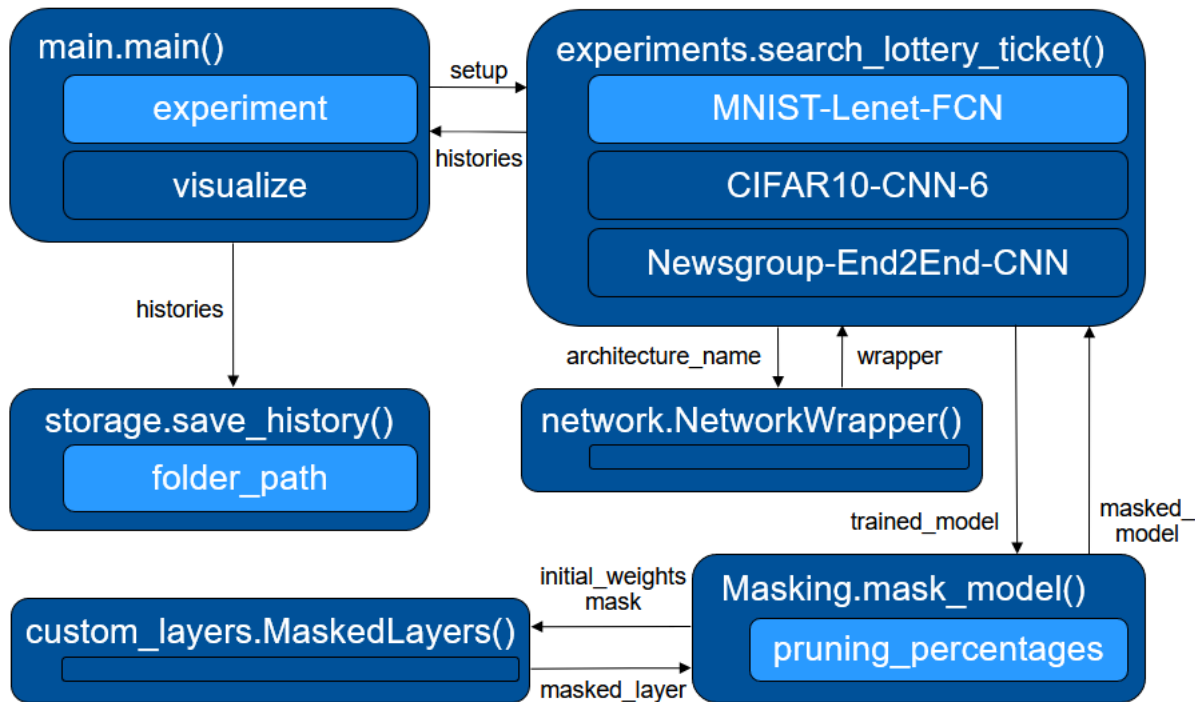 main.main()
experiment
visualize
setup
histories
experiments.search_lottery_ticket()
MNIST-Lenet-FCN
CIFAR10-CNN-6
Newsgroup-End2End-CNN
histories
architecture_name
wrapper
storage.save_history()
folder_path
network.NetworkWrapper()
trained_model
masked_
model
initial_weights
mask
Masking.mask_model()
pruning_percentages
custom_layers.MaskedLayers()
masked_layer